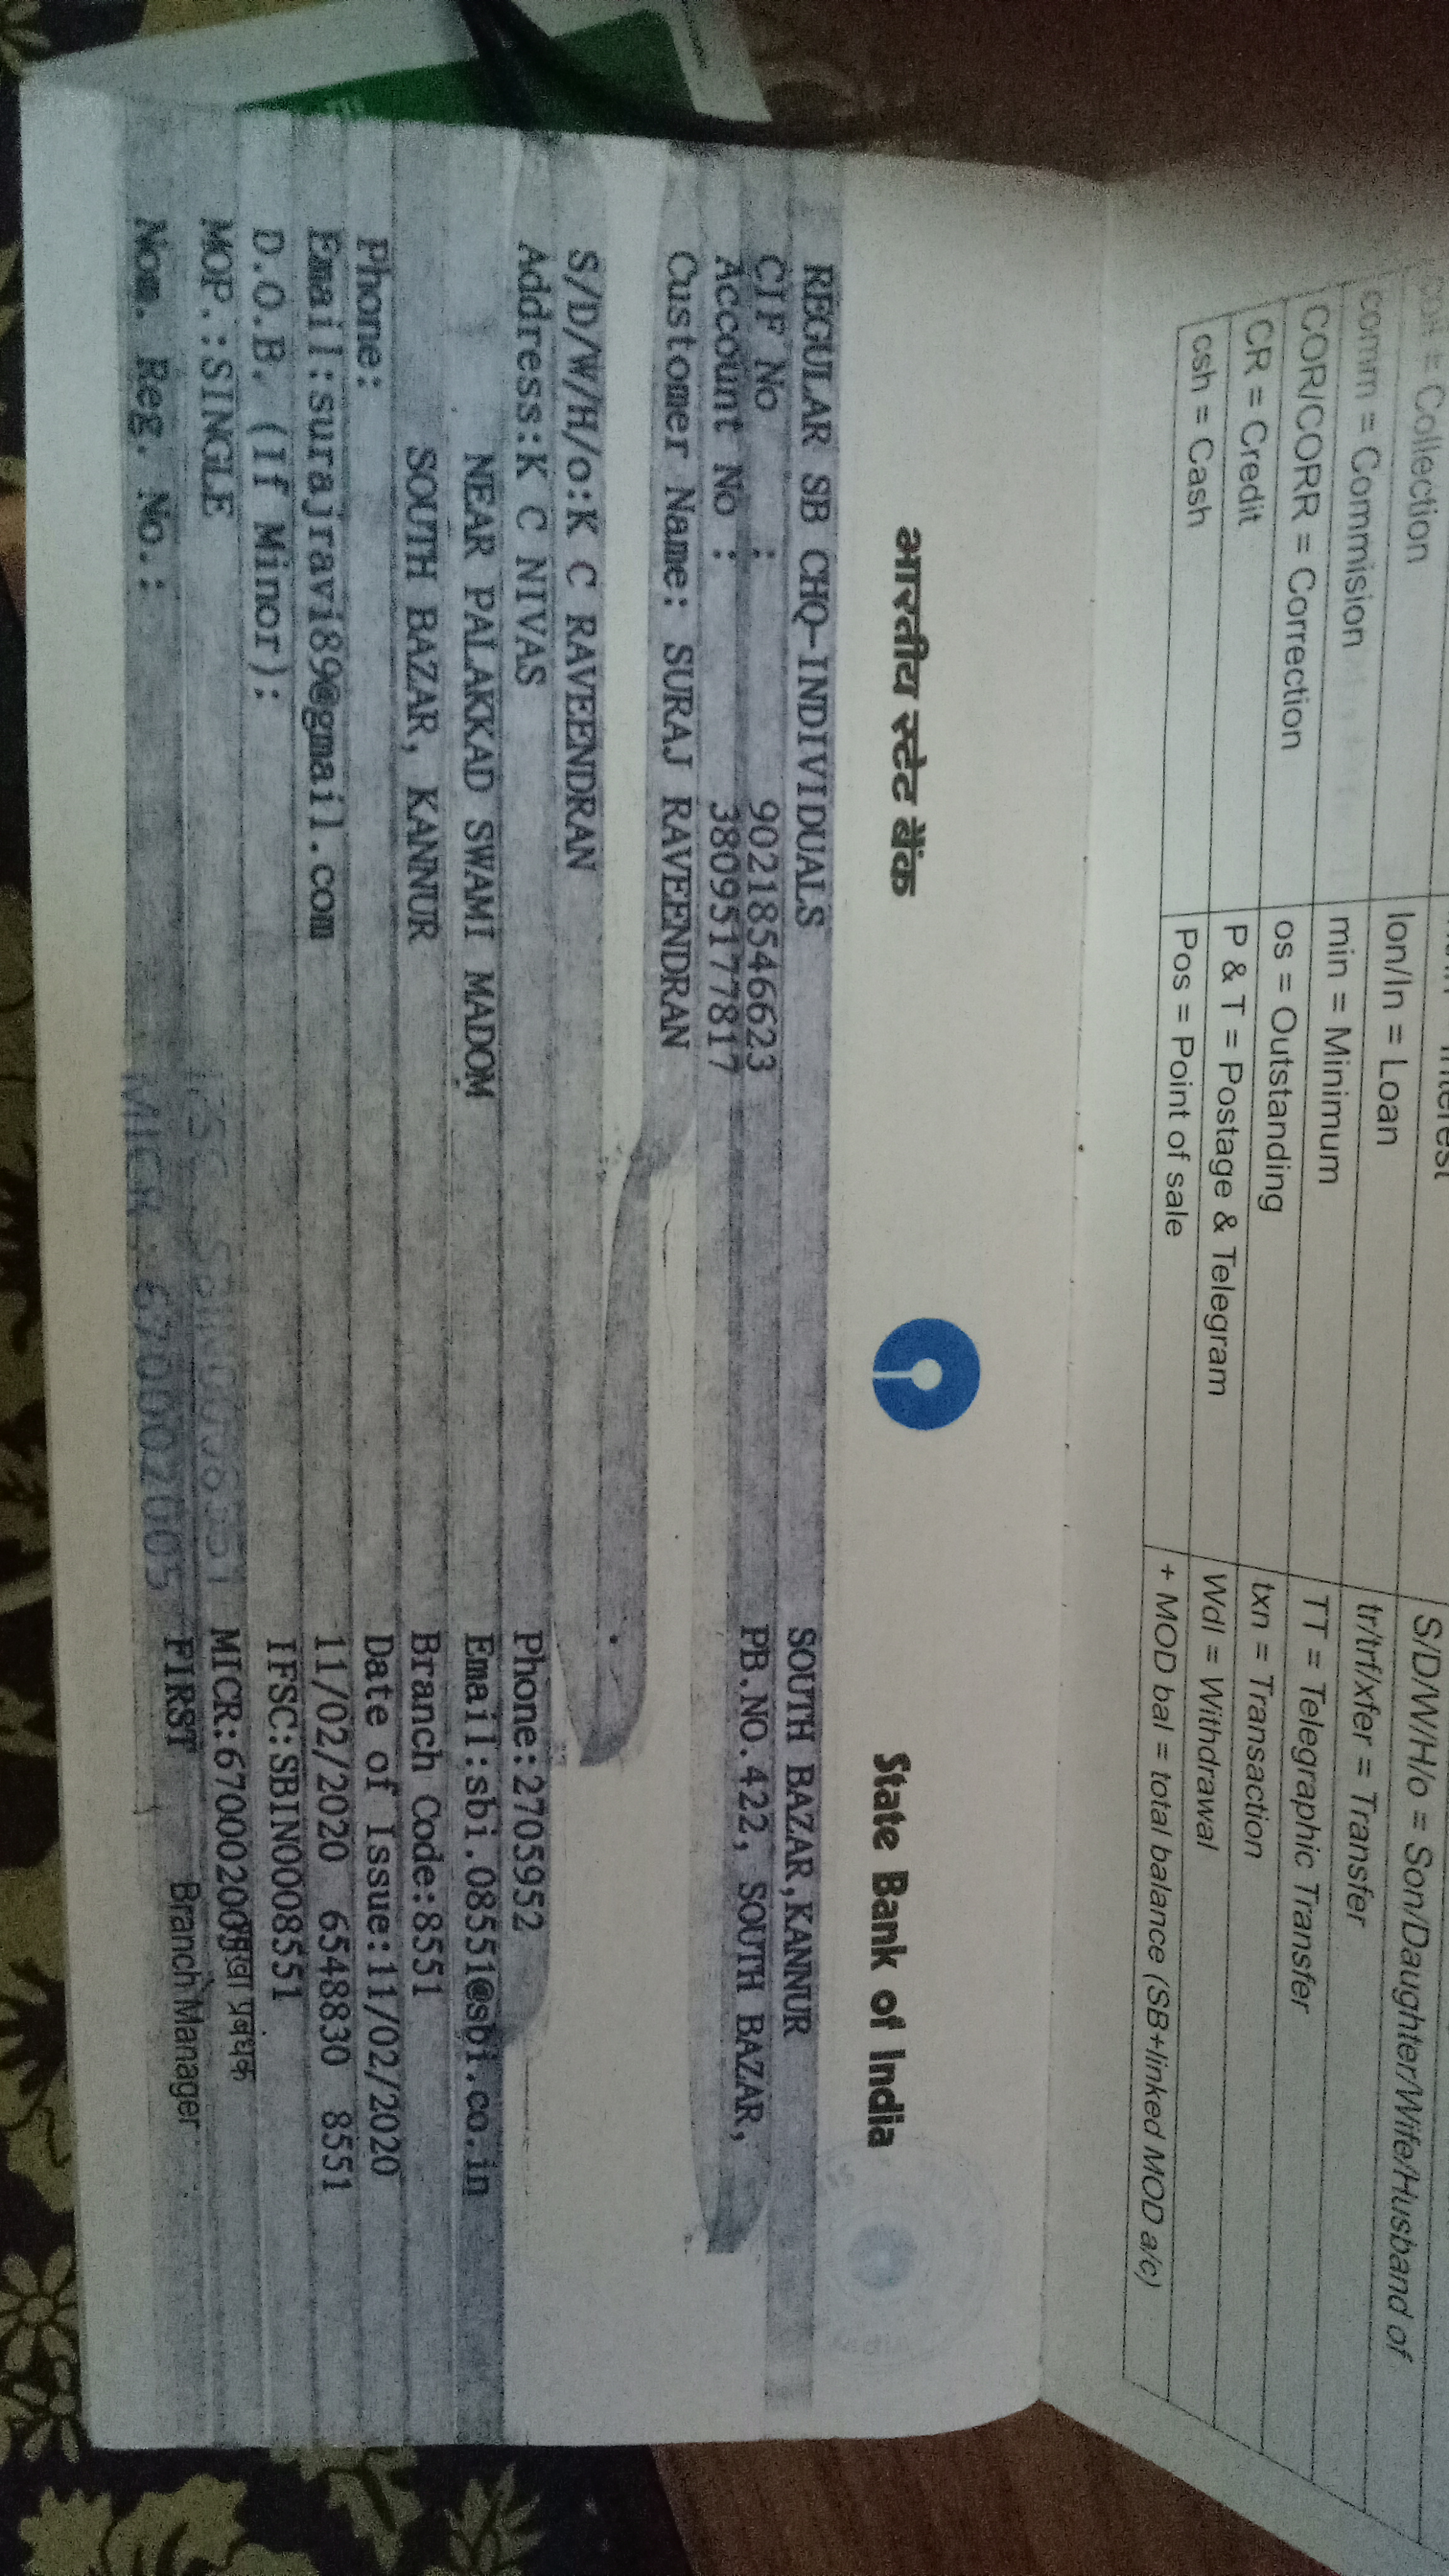 = Collection
comm = Commision
COR/CORR = Correction
CR = Credit
csh = Cash
lon/ln = Loan
min = Minimum
os = Outstanding
P & T = Postage & Telegram
Pos = Point of sale
S/D/W/H/o = Son/Daughter/Wife/Husband of
tr/trf/xfer = Transfer
TT = Telegraphic Transfer
txn = Transaction
Wdl = Withdrawal
+ MOD bal = total balance (SB+linked MOD a/c)
भारतीय स्टेट बैंक
State Bank of India
REGULAR SB CHQ-INDIVIDUALS
CIF No : 90218546623
Account No : 38095177817
Customer Name: SURAJ RAVEENDRAN
S/D/W/H/o:K C RAVEENDRAN
Address:K C NIVAS
NEAR PALAKKAD SWAMI MADOM
SOUTH BAZAR, KANNUR
Phone:
Email:surajravi89@gmail.com
D.O.B. (If Minor):
MOP.:SINGLE
Nom. Reg. No.:
SOUTH BAZAR,KANNUR
PB.NO.422, SOUTH BAZAR,
Phone:2705952
Email:sbi.08551@sbi.co.in
Branch Code:8551
Date of Issue:11/02/2020
11/02/2020 6548830 8551
IFSC:SBIN0008551
MICR:670002005
प्रबंधक
FIRST
Branch Manager
MICR : 670002005